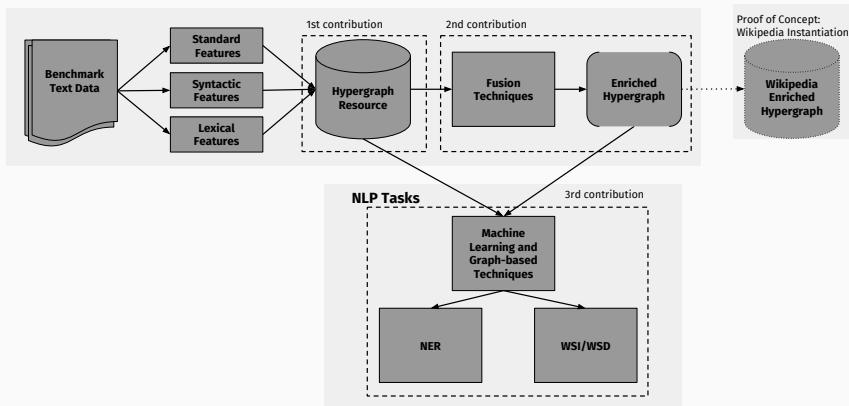 Benchmark
Text Data
Standard
Features
Syntactic
Features
Lexical
Features
1st contribution
Hypergraph
Resource
2nd contribution
Fusion
Techniques
Enriched
Hypergraph
Proof of Concept:
Wikipedia Instantiation
Wikipedia
Enriched
Hypergraph
NLP Tasks
3rd contribution
Machine
Learning and
Graph-based
Techniques
NER
WSI/WSD